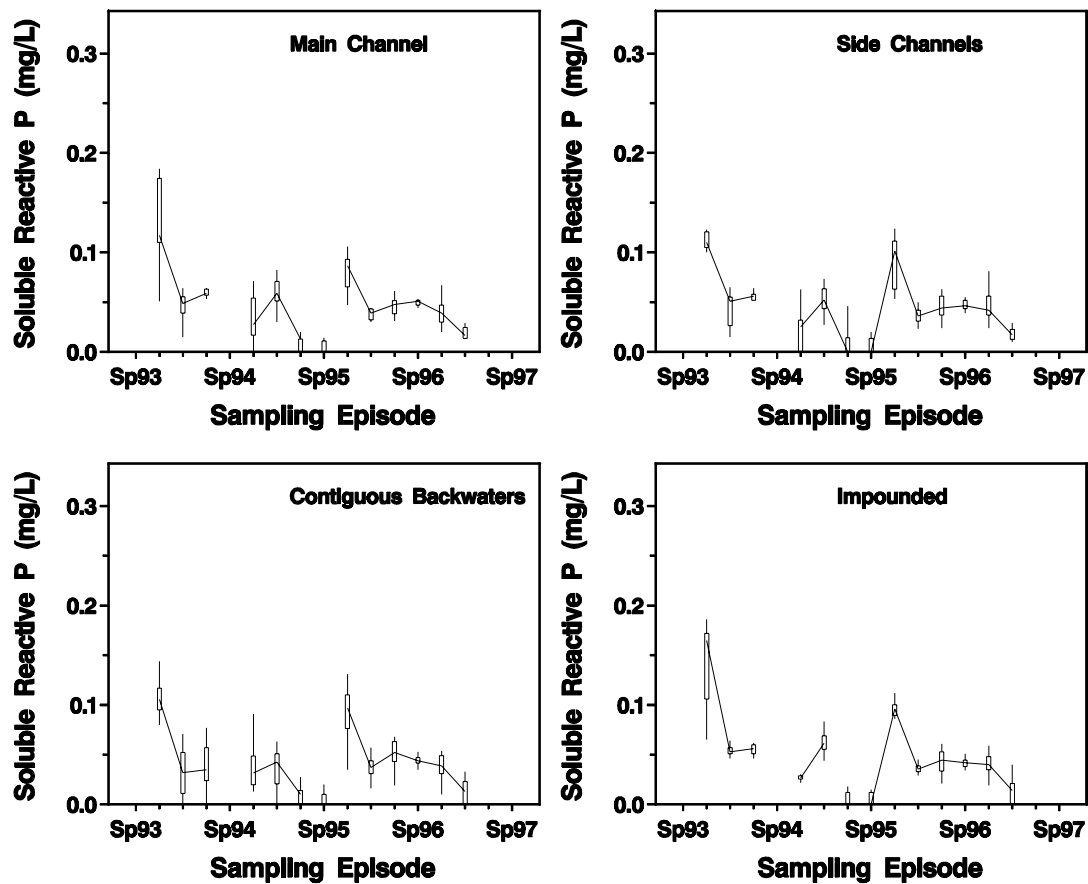 Main Channel
Soluble Reactive P (mg/L)
0.3
0.2
0.1
0.0
Sp93 Sp94 Sp95 Sp96 Sp97
Sampling Episode
Side Channels
Soluble Reactive P (mg/L)
0.3
0.2
0.1
0.0
Sp93 Sp94 Sp95 Sp96 Sp97
Sampling Episode
Contiguous Backwaters
Soluble Reactive P (mg/L)
0.3
0.2
0.1
0.0
Sp93 Sp94 Sp95 Sp96 Sp97
Sampling Episode
Impounded
Soluble Reactive P (mg/L)
0.3
0.2
0.1
0.0
Sp93 Sp94 Sp95 Sp96 Sp97
Sampling Episode